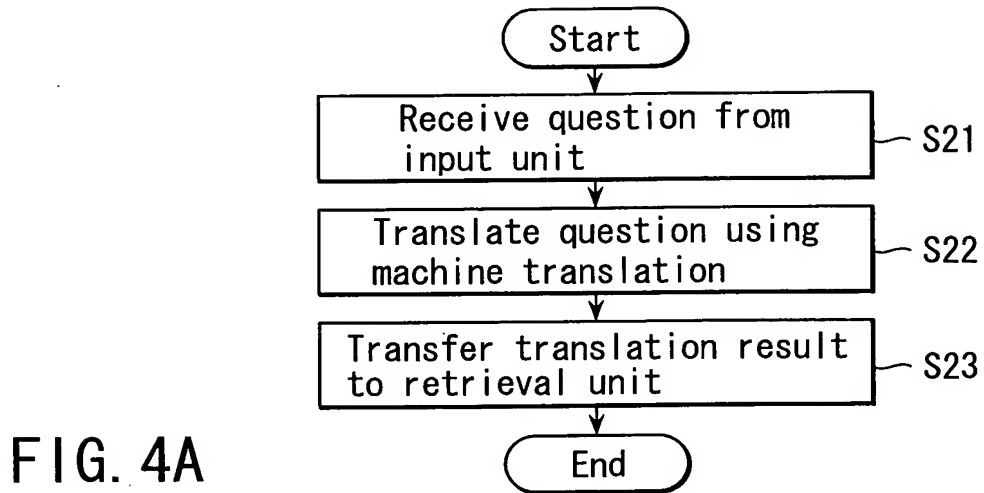 Start
Receive question from
input unit
S21
Translate question using
machine translation
S22
Transfer translation result
to retrieval unit
S23
End
FIG. 4A